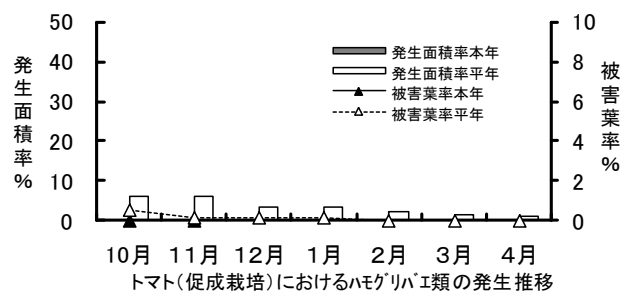 50
40
30
20
10
0
発生面積率%
発生面積率本年
発生面積率平年
被害葉率本年
被害葉率平年
10
8
6
4
2
0
被害葉率%
10月 11月 12月 1月 2月 3月 4月
トマト(促成栽培)におけるﾊﾓｸﾞﾘﾊﾞｴ類の発生推移